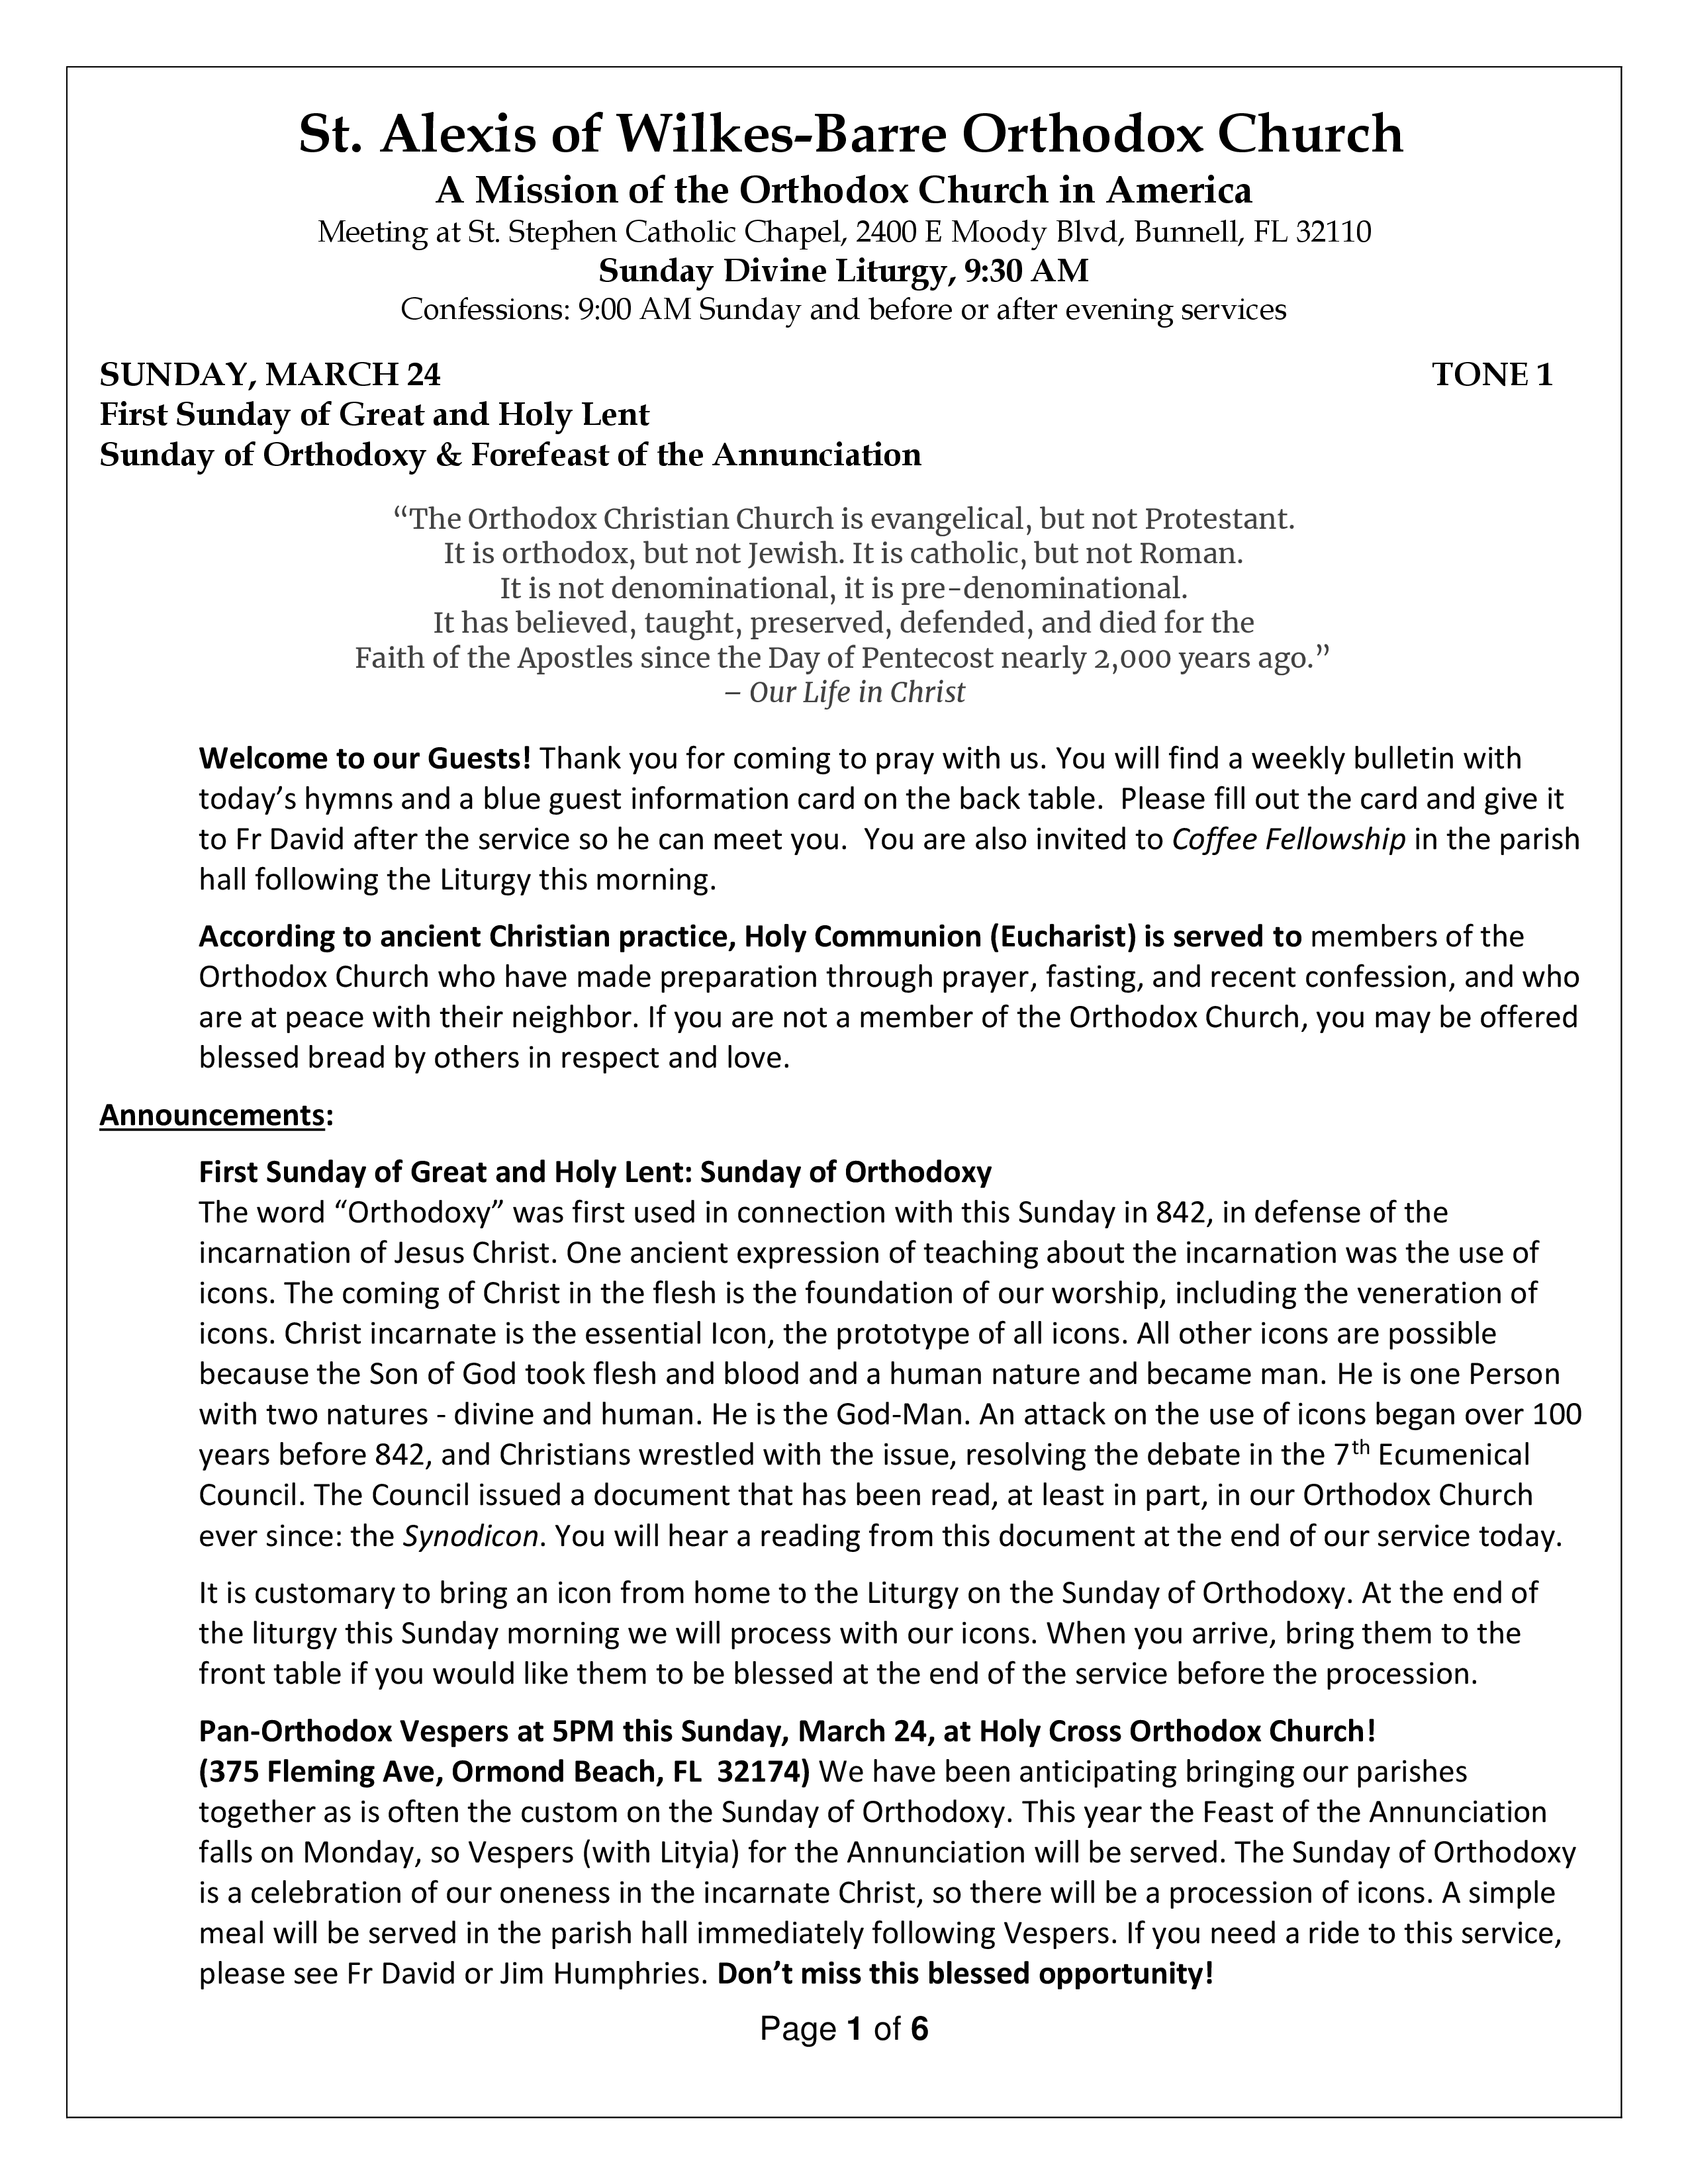 St. Alexis of Wilkes-Barre Orthodox Church
A Mission of the Orthodox Church in America
Meeting at St. Stephen Catholic Chapel, 2400 E Moody Blvd, Bunnell, FL 32110
Sunday Divine Liturgy, 9:30 AM
Confessions: 9:00 AM Sunday and before or after evening services
SUNDAY, MARCH 24 TONE 1
First Sunday of Great and Holy Lent
Sunday of Orthodoxy & Forefeast of the Annunciation
“The Orthodox Christian Church is evangelical, but not Protestant.
It is orthodox, but not Jewish. It is catholic, but not Roman.
It is not denominational, it is pre-denominational.
It has believed, taught, preserved, defended, and died for the
Faith of the Apostles since the Day of Pentecost nearly 2,000 years ago.”
– Our Life in Christ
Welcome to our Guests! Thank you for coming to pray with us. You will find a weekly bulletin with
today’s hymns and a blue guest information card on the back table.  Please fill out the card and give it
to Fr David after the service so he can meet you.  You are also invited to Coffee Fellowship in the parish
hall following the Liturgy this morning.
According to ancient Christian practice, Holy Communion (Eucharist) is served to members of the
Orthodox Church who have made preparation through prayer, fasting, and recent confession, and who
are at peace with their neighbor. If you are not a member of the Orthodox Church, you may be offered
blessed bread by others in respect and love.
Announcements:
First Sunday of Great and Holy Lent: Sunday of Orthodoxy
The word “Orthodoxy” was first used in connection with this Sunday in 842, in defense of the
incarnation of Jesus Christ. One ancient expression of teaching about the incarnation was the use of
icons. The coming of Christ in the flesh is the foundation of our worship, including the veneration of
icons. Christ incarnate is the essential Icon, the prototype of all icons. All other icons are possible
because the Son of God took flesh and blood and a human nature and became man. He is one Person
with two natures - divine and human. He is the God-Man. An attack on the use of icons began over 100
years before 842, and Christians wrestled with the issue, resolving the debate in the 7th Ecumenical
Council. The Council issued a document that has been read, at least in part, in our Orthodox Church
ever since: the Synodicon. You will hear a reading from this document at the end of our service today.
It is customary to bring an icon from home to the Liturgy on the Sunday of Orthodoxy. At the end of
the liturgy this Sunday morning we will process with our icons. When you arrive, bring them to the
front table if you would like them to be blessed at the end of the service before the procession.
Pan-Orthodox Vespers at 5PM this Sunday, March 24, at Holy Cross Orthodox Church!
(375 Fleming Ave, Ormond Beach, FL  32174) We have been anticipating bringing our parishes
together as is often the custom on the Sunday of Orthodoxy. This year the Feast of the Annunciation
falls on Monday, so Vespers (with Lityia) for the Annunciation will be served. The Sunday of Orthodoxy
is a celebration of our oneness in the incarnate Christ, so there will be a procession of icons. A simple
meal will be served in the parish hall immediately following Vespers. If you need a ride to this service,
please see Fr David or Jim Humphries. Don’t miss this blessed opportunity!
Page 1 of 6